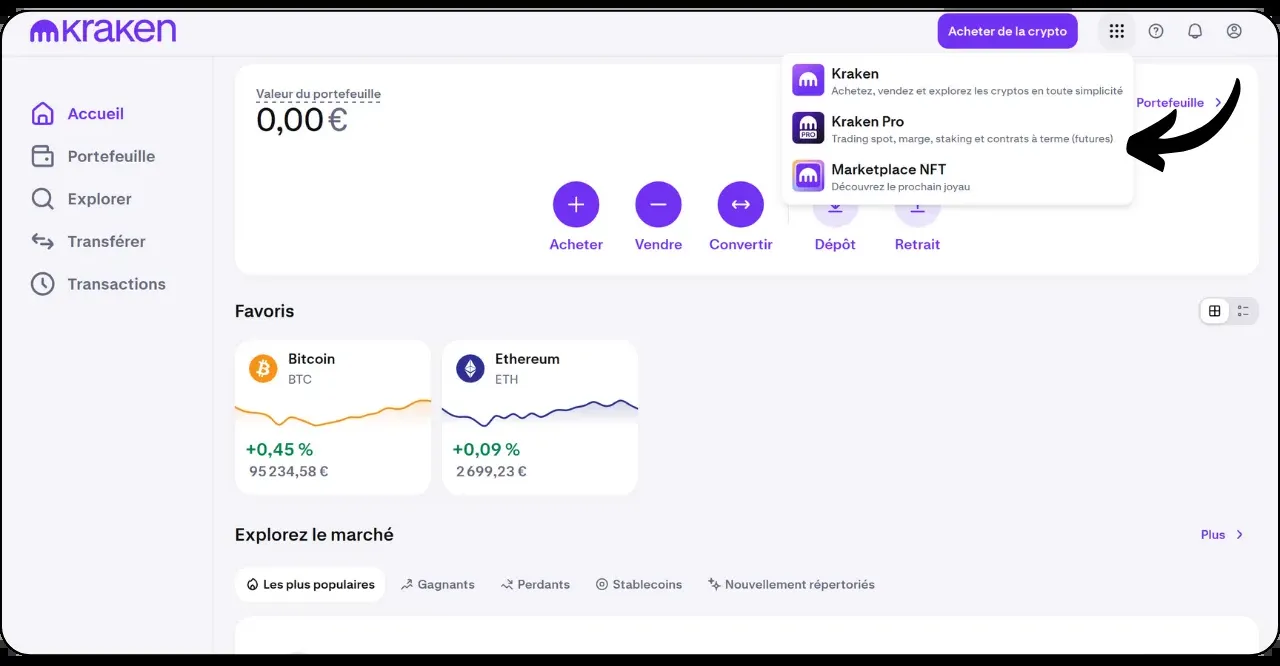 kraken
Acheter de la crypto
Kraken
Achetez, vendez et explorez les cryptos en toute simplicité
Kraken Pro
Trading spot, marge, staking et contrats à terme (futures)
PRO
Marketplace NFT
Découvrez le prochain joyau
Accueil
Portefeuille
Explorer
Transférer
Transactions
Valeur du portefeuille
0,00 €
Portefeuille
Acheter
Vendre
Convertir
Dépôt
Retrait
Favoris
Bitcoin
BTC
+0,45 %
95 234,58 €
Ethereum
ETH
+0,09 %
2 699,23 €
Explorez le marché
Plus
Les plus populaires
Gagnants
Perdants
Stablecoins
Nouvellement répertoriés